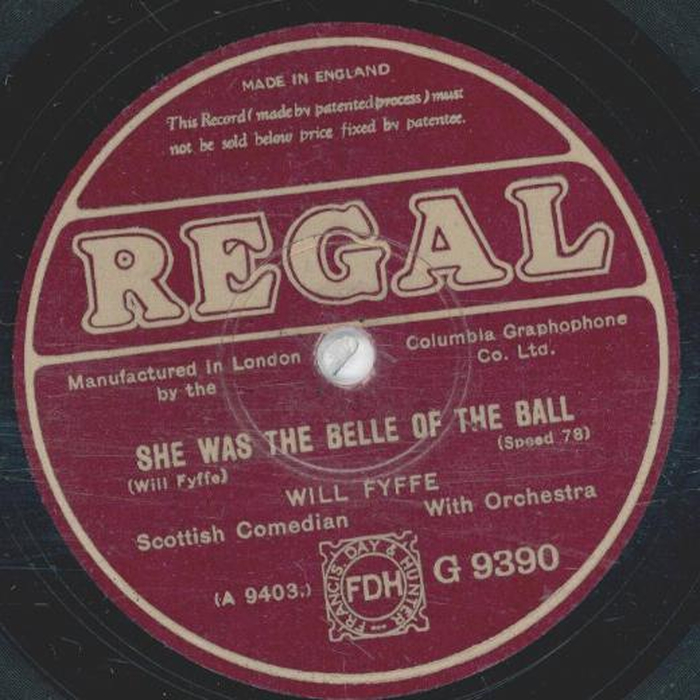 MADE IN ENGLAND
This Record (made by patented process) must
not be sold below price fixed by patentee.
REGAL
Manufactured in London
by the
Columbia Graphophone
Co. Ltd.
SHE WAS THE BELLE OF THE BALL
(Will Fyffe)
(Speed 78)
WILL FYFFE
Scottish Comedian
With Orchestra
(A 9403.)
FRANCIS, DAY & HUNTER
FDH
G 9390